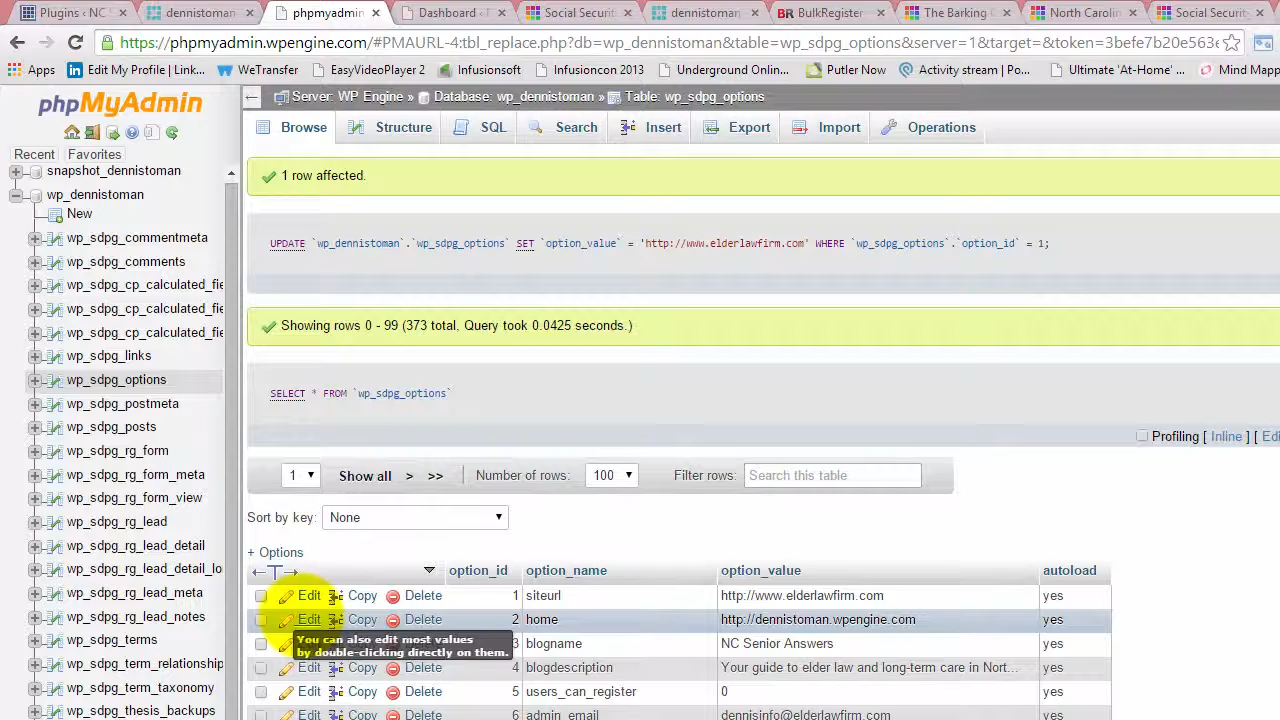 Plugins ‹ NC S
dennistoman
phpmyadmin
Dashboard ‹ E
Social Securit
dennistoman
BR BulkRegister
The Barking C
North Carolin
Social Security
https://phpmyadmin.wpengine.com/#PMAURL-4:tbl_replace.php?db=wp_dennistoman&table=wp_sdpg_options&server=1&target=&token=3befe7b20e563e
Apps
Edit My Profile | Link...
WeTransfer
EasyVideoPlayer 2
Infusionsoft
Infusioncon 2013
Underground Onlin...
Putler Now
Activity stream | Po...
Ultimate 'At-Home' ...
Mind Mapp
phpMyAdmin
Recent
Favorites
snapshot_dennistoman
wp_dennistoman
New
wp_sdpg_commentmeta
wp_sdpg_comments
wp_sdpg_cp_calculated_fie
wp_sdpg_cp_calculated_fie
wp_sdpg_cp_calculated_fie
wp_sdpg_links
wp_sdpg_options
wp_sdpg_postmeta
wp_sdpg_posts
wp_sdpg_rg_form
wp_sdpg_rg_form_meta
wp_sdpg_rg_form_view
wp_sdpg_rg_lead
wp_sdpg_rg_lead_detail
wp_sdpg_rg_lead_detail_lo
wp_sdpg_rg_lead_meta
wp_sdpg_rg_lead_notes
wp_sdpg_terms
wp_sdpg_term_relationship
wp_sdpg_term_taxonomy
wp_sdpg_thesis_backups
Server: WP Engine » Database: wp_dennistoman » Table: wp_sdpg_options
Browse
Structure
SQL
Search
Insert
Export
Import
Operations
1 row affected.
UPDATE `wp_dennistoman`.`wp_sdpg_options` SET `option_value` = 'http://www.elderlawfirm.com' WHERE `wp_sdpg_options`.`option_id` = 1;
Showing rows 0 - 99 (373 total, Query took 0.0425 seconds.)
SELECT * FROM `wp_sdpg_options`
Profiling [ Inline ] [ Edi
1 Show all > >> Number of rows: 100 Filter rows: Search this table
Sort by key: None
+ Options
←T→ option_id option_name option_value autoload
Edit Copy Delete 1 siteurl http://www.elderlawfirm.com yes
Edit Copy Delete 2 home http://dennistoman.wpengine.com yes
3 blogname NC Senior Answers yes
You can also edit most values
by double-clicking directly on them.
Edit Copy Delete 4 blogdescription Your guide to elder law and long-term care in Nort... yes
Edit Copy Delete 5 users_can_register 0 yes
Edit Copy Delete 6 admin_email dennisinfo@elderlawfirm.com yes